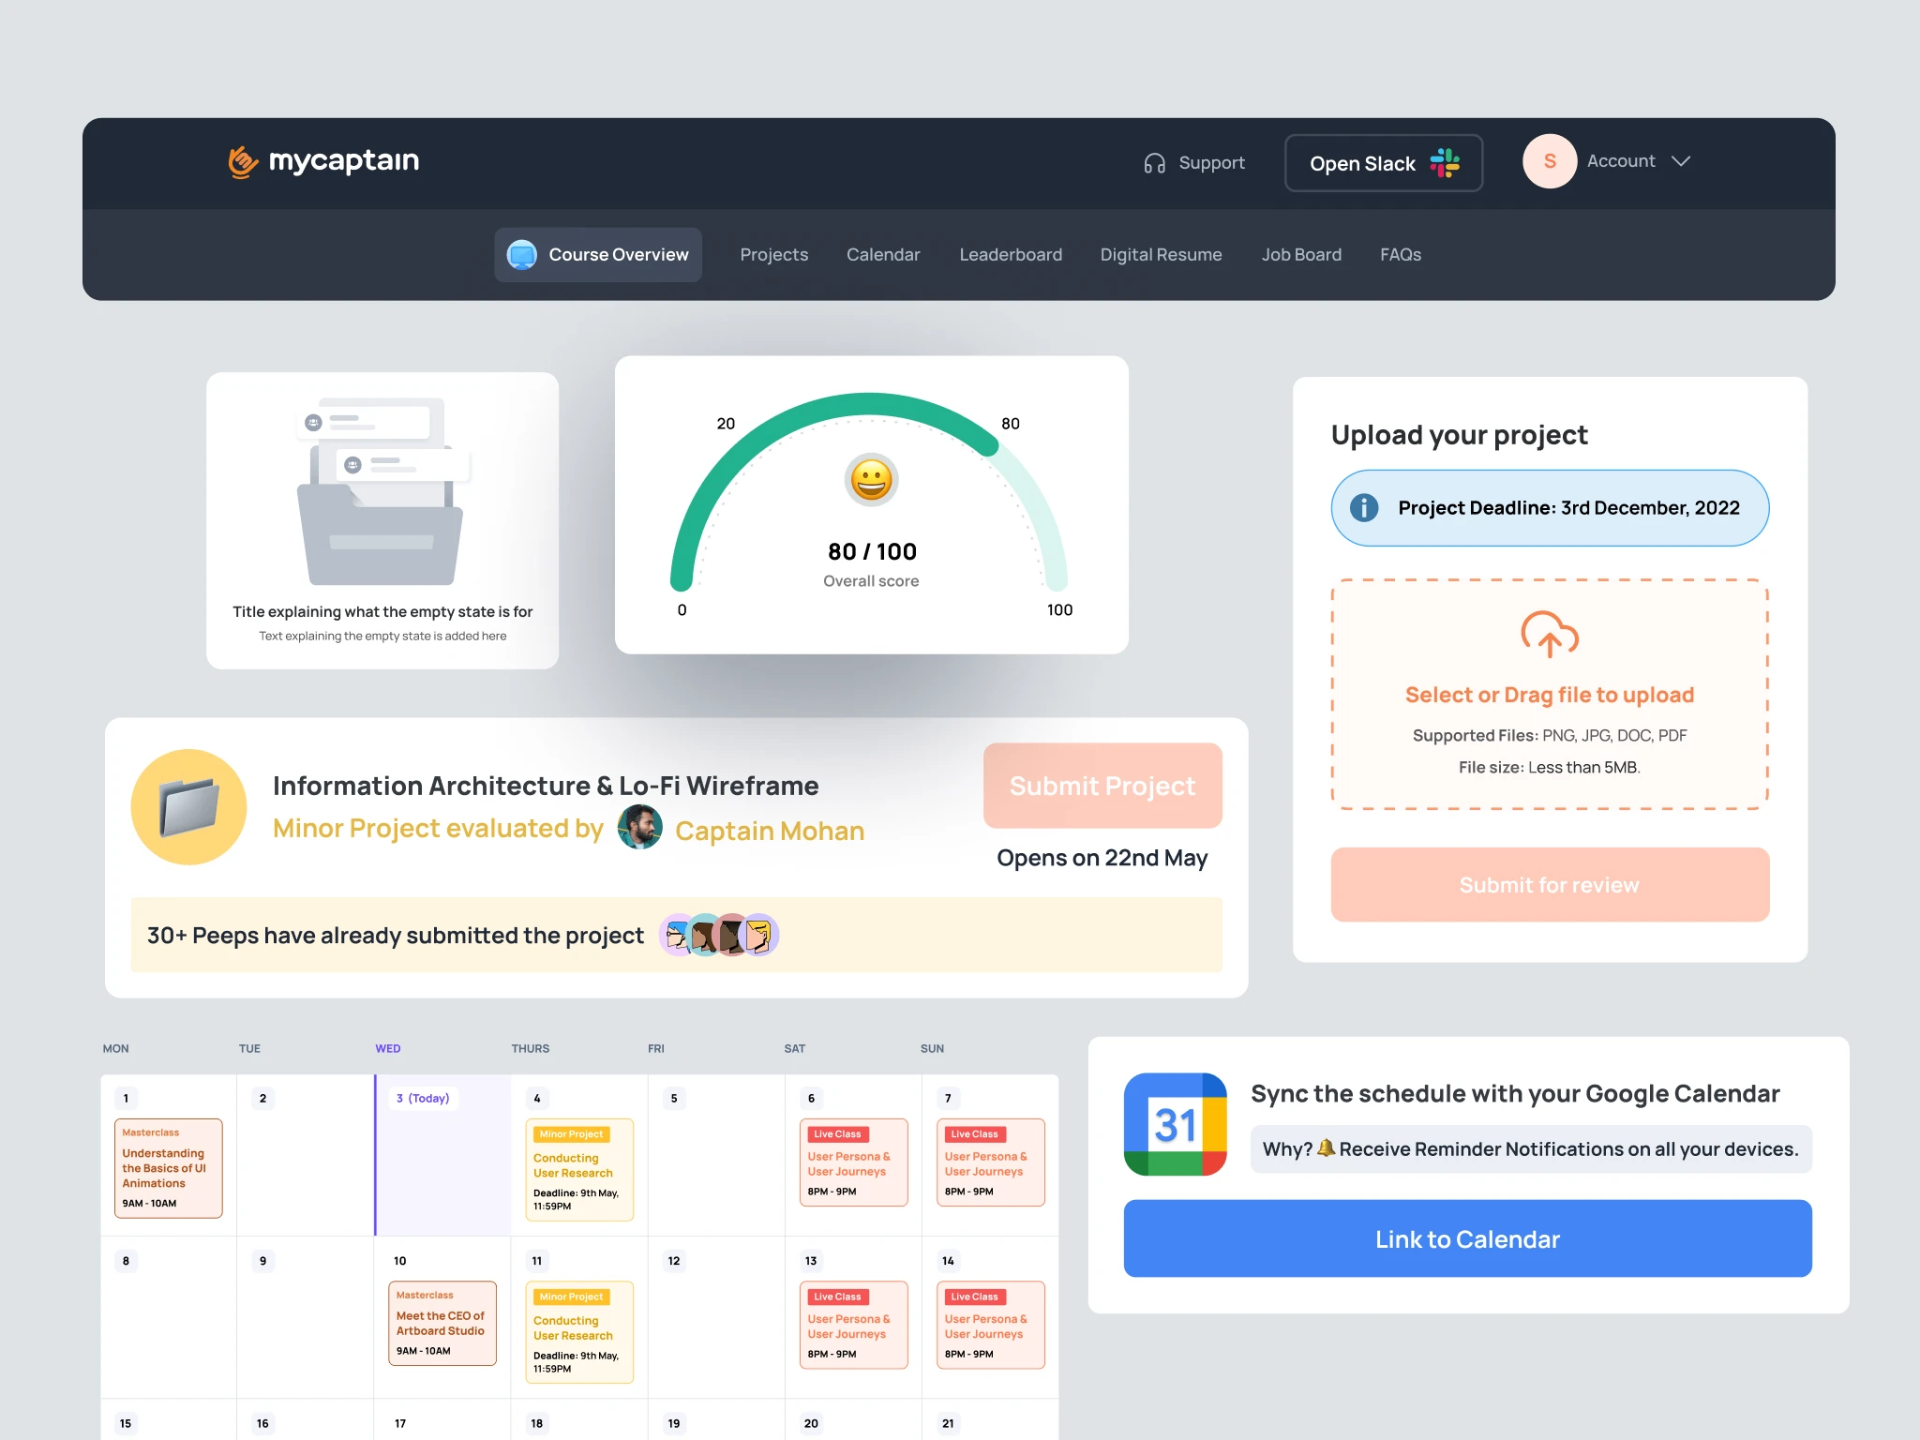 mycaptain
Support
Open Slack
S
Account
Course Overview
Projects
Calendar
Leaderboard
Digital Resume
Job Board
FAQs
Title explaining what the empty state is for
Text explaining the empty state is added here
20
80
80 / 100
Overall score
0
100
Upload your project
Project Deadline: 3rd December, 2022
Select or Drag file to upload
Supported Files: PNG, JPG, DOC, PDF
File size: Less than 5MB.
Submit for review
Information Architecture & Lo-Fi Wireframe
Minor Project evaluated by Captain Mohan
Submit Project
Opens on 22nd May
30+ Peeps have already submitted the project
MON
TUE
WED
THURS
FRI
SAT
SUN
1
Masterclass
Understanding
the Basics of UI
Animations
9AM - 10AM
2
3 (Today)
4
Minor Project
Conducting
User Research
Deadline: 9th May,
11:59PM
5
6
Live Class
User Persona &
User Journeys
8PM - 9PM
7
Live Class
User Persona &
User Journeys
8PM - 9PM
8
9
10
Masterclass
Meet the CEO of
Artboard Studio
9AM - 10AM
11
Minor Project
Conducting
User Research
Deadline: 9th May,
11:59PM
12
13
Live Class
User Persona &
User Journeys
8PM - 9PM
14
Live Class
User Persona &
User Journeys
8PM - 9PM
15
16
17
18
19
20
21
31
Sync the schedule with your Google Calendar
Why? 🔔 Receive Reminder Notifications on all your devices.
Link to Calendar